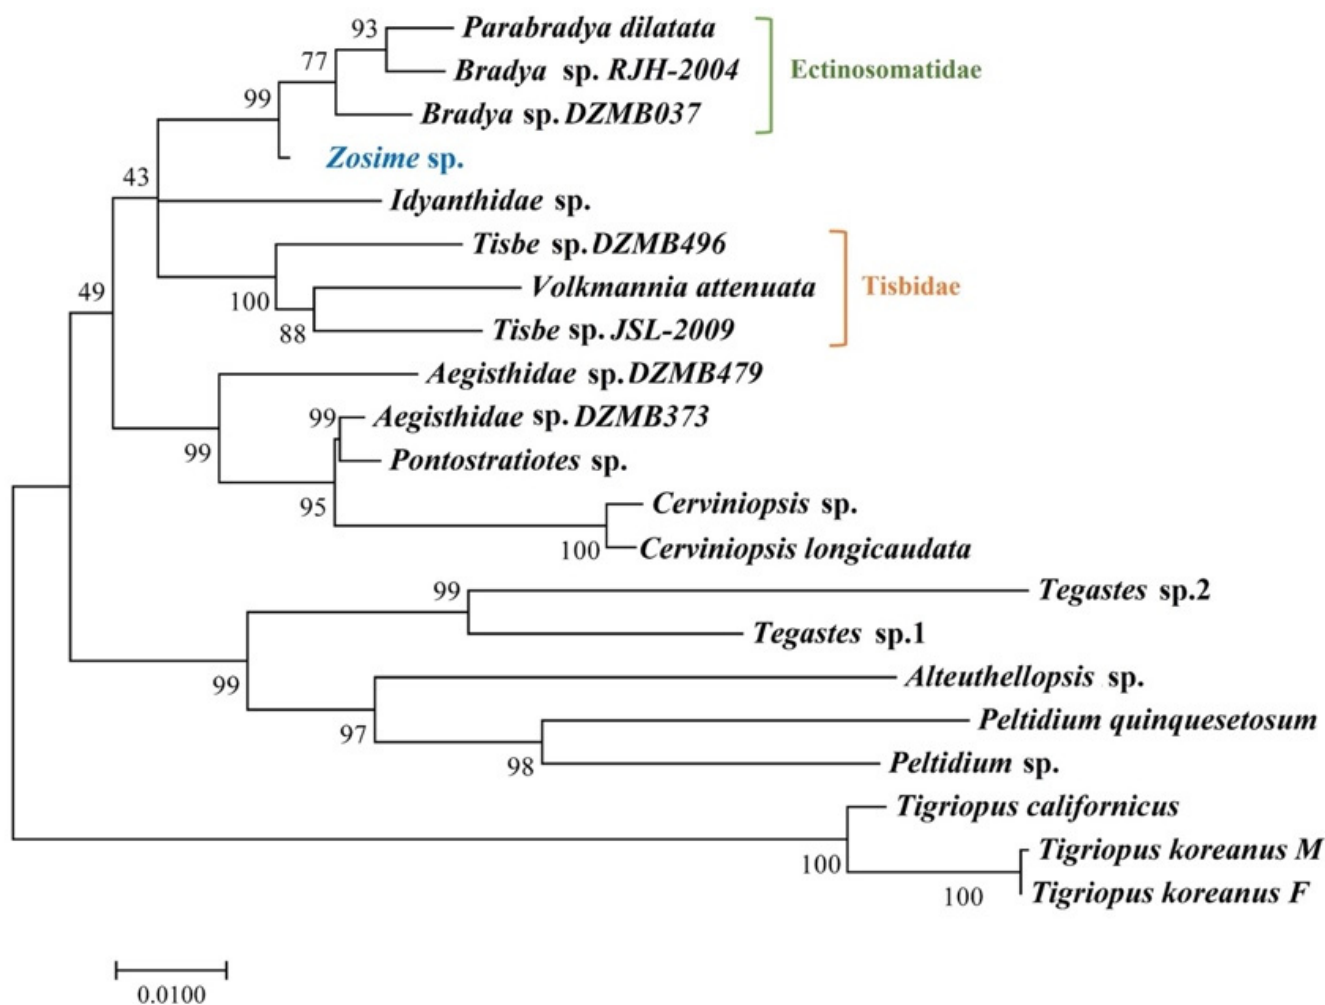 93
Parabradya dilatata
77
Bradya sp. RJH-2004
Ectinosomatidae
99
Bradya sp. DZMB037
Zosime sp.
43
Idyanthidae sp.
Tisbe sp. DZMB496
49
Volkmannia attenuata
Tisbidae
100
88
Tisbe sp. JSL-2009
Aegisthidae sp. DZMB479
99
Aegisthidae sp. DZMB373
99
Pontostratiotes sp.
95
Cerviniopsis sp.
100
Cerviniopsis longicaudata
99
Tegastes sp.2
Tegastes sp.1
99
Alteuthellopsis sp.
97
Peltidium quinquesetosum
98
Peltidium sp.
Tigriopus californicus
100
Tigriopus koreanus M
100
Tigriopus koreanus F
0.0100